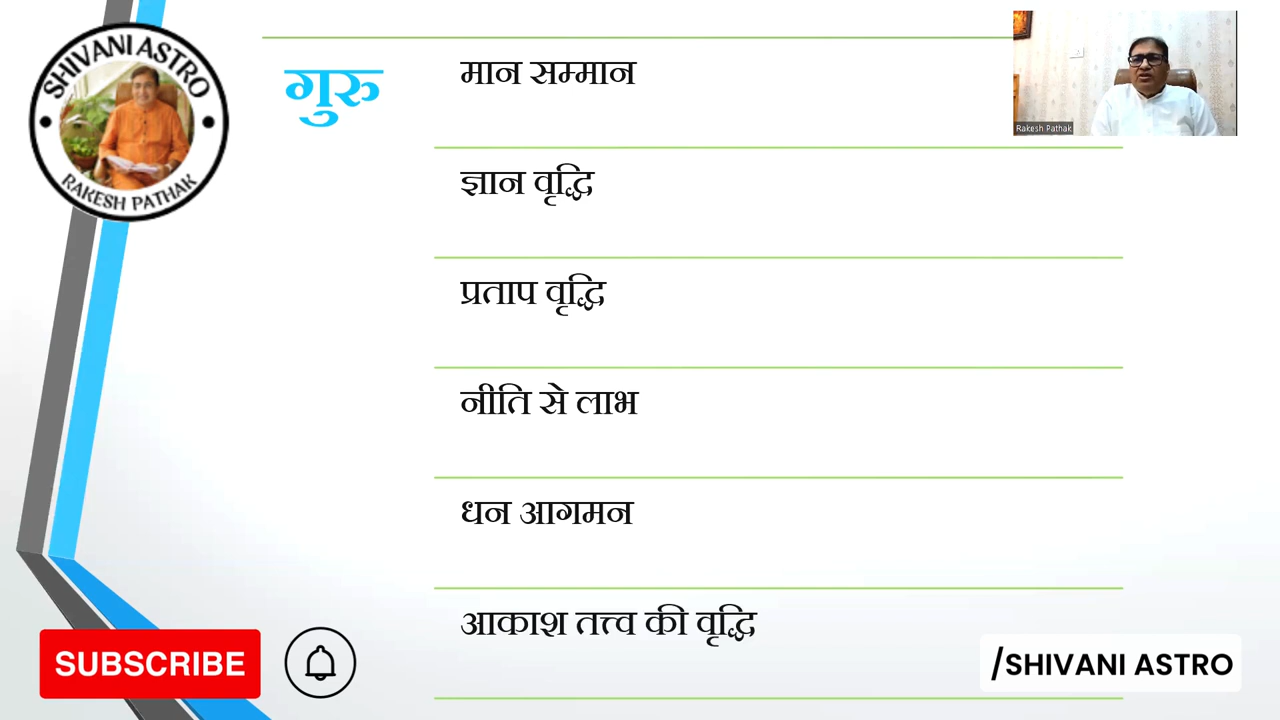 SHIVANI ASTRO
RAKESH PATHAK
गुरु
मान सम्मान
Rakesh Pathak
ज्ञान वृद्धि
प्रताप वृद्धि
नीति से लाभ
धन आगमन
आकाश तत्त्व की वृद्धि
SUBSCRIBE
/SHIVANI ASTRO